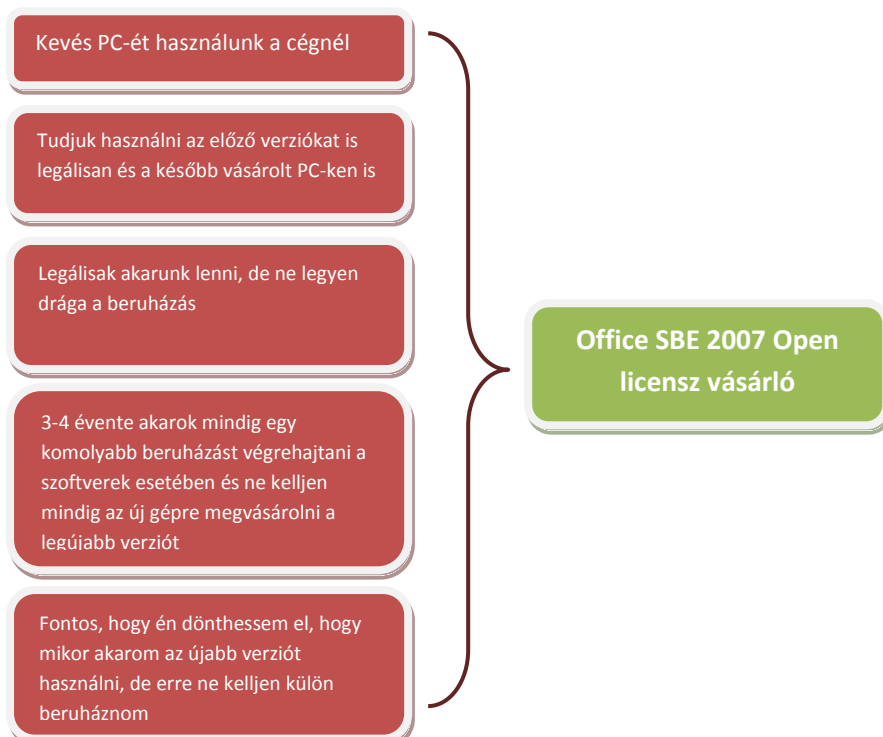 Kevés PC-ét használunk a cégnél
Tudjuk használni az előző verziókat is
legálisan és a később vásárolt PC-ken is
Legálisak akarunk lenni, de ne legyen
drága a beruházás
3-4 évente akarok mindig egy
komolyabb beruházást végrehajtani a
szoftverek esetében és ne kelljen
mindig az új gépre megvásárolni a
legújabb verziót
Fontos, hogy én dönthessem el, hogy
mikor akarom az újabb verziót
használni, de erre ne kelljen külön
beruháznom
Office SBE 2007 Open
licensz vásárló